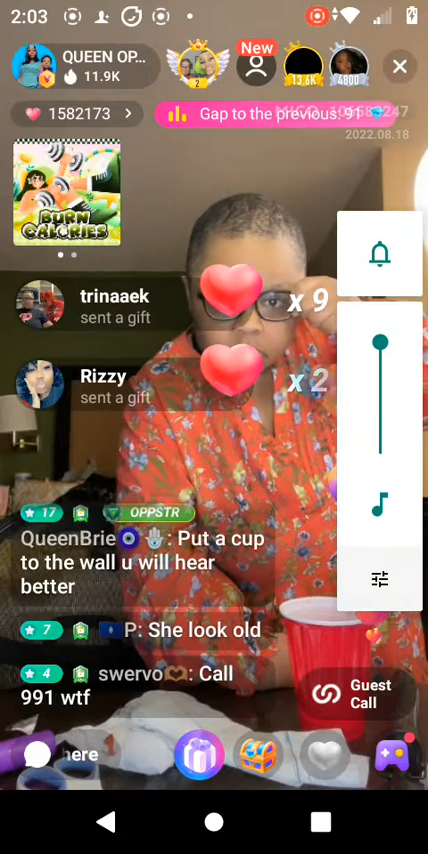 2:03
QUEEN OP...
11.9K
2
New
13.6K
4800
1582173
Gap to the previous: 91
2022.08.18
BURN
CALORIES
trinaaek
sent a gift
x 9
Rizzy
sent a gift
x 2
17 OPPSTR
QueenBrie🧿🪬: Put a cup
to the wall u will hear
better
7 P: She look old
4 swervo🫶🏾: Call
991 wtf
Guest
Call
here